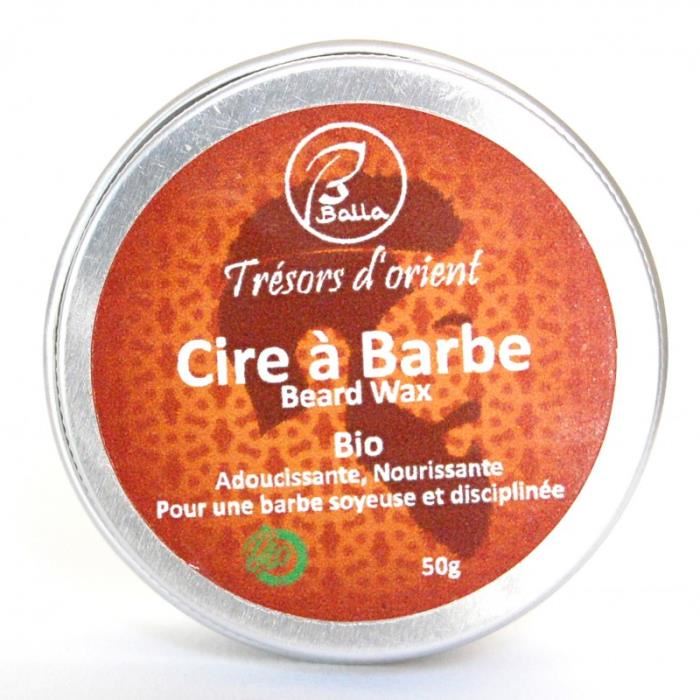 Balla
Trésors d'orient
Cire à Barbe
Beard Wax
Bio
Adoucissante, Nourissante
Pour une barbe soyeuse et disciplinée
50g